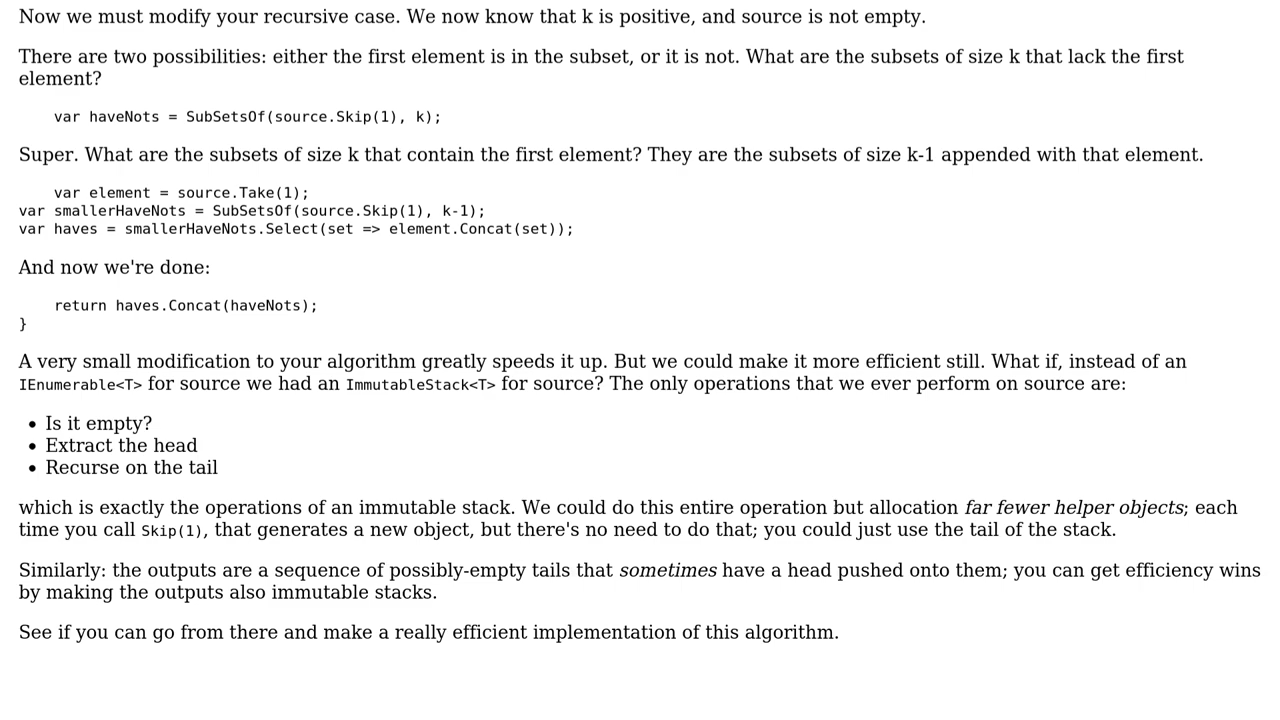 Now we must modify your recursive case. We now know that k is positive, and source is not empty.
There are two possibilities: either the first element is in the subset, or it is not. What are the subsets of size k that lack the first
element?
var haveNots = SubSetsOf(source.Skip(1), k);
Super. What are the subsets of size k that contain the first element? They are the subsets of size k-1 appended with that element.
var element = source.Take(1);
var smallerHaveNots = SubSetsOf(source.Skip(1), k-1);
var haves = smallerHaveNots.Select(set => element.Concat(set));
And now we're done:
return haves.Concat(haveNots);
}
A very small modification to your algorithm greatly speeds it up. But we could make it more efficient still. What if, instead of an
IEnumerable<T> for source we had an ImmutableStack<T> for source? The only operations that we ever perform on source are:
• Is it empty?
• Extract the head
• Recurse on the tail
which is exactly the operations of an immutable stack. We could do this entire operation but allocation far fewer helper objects; each
time you call Skip(1), that generates a new object, but there's no need to do that; you could just use the tail of the stack.
Similarly: the outputs are a sequence of possibly-empty tails that sometimes have a head pushed onto them; you can get efficiency wins
by making the outputs also immutable stacks.
See if you can go from there and make a really efficient implementation of this algorithm.